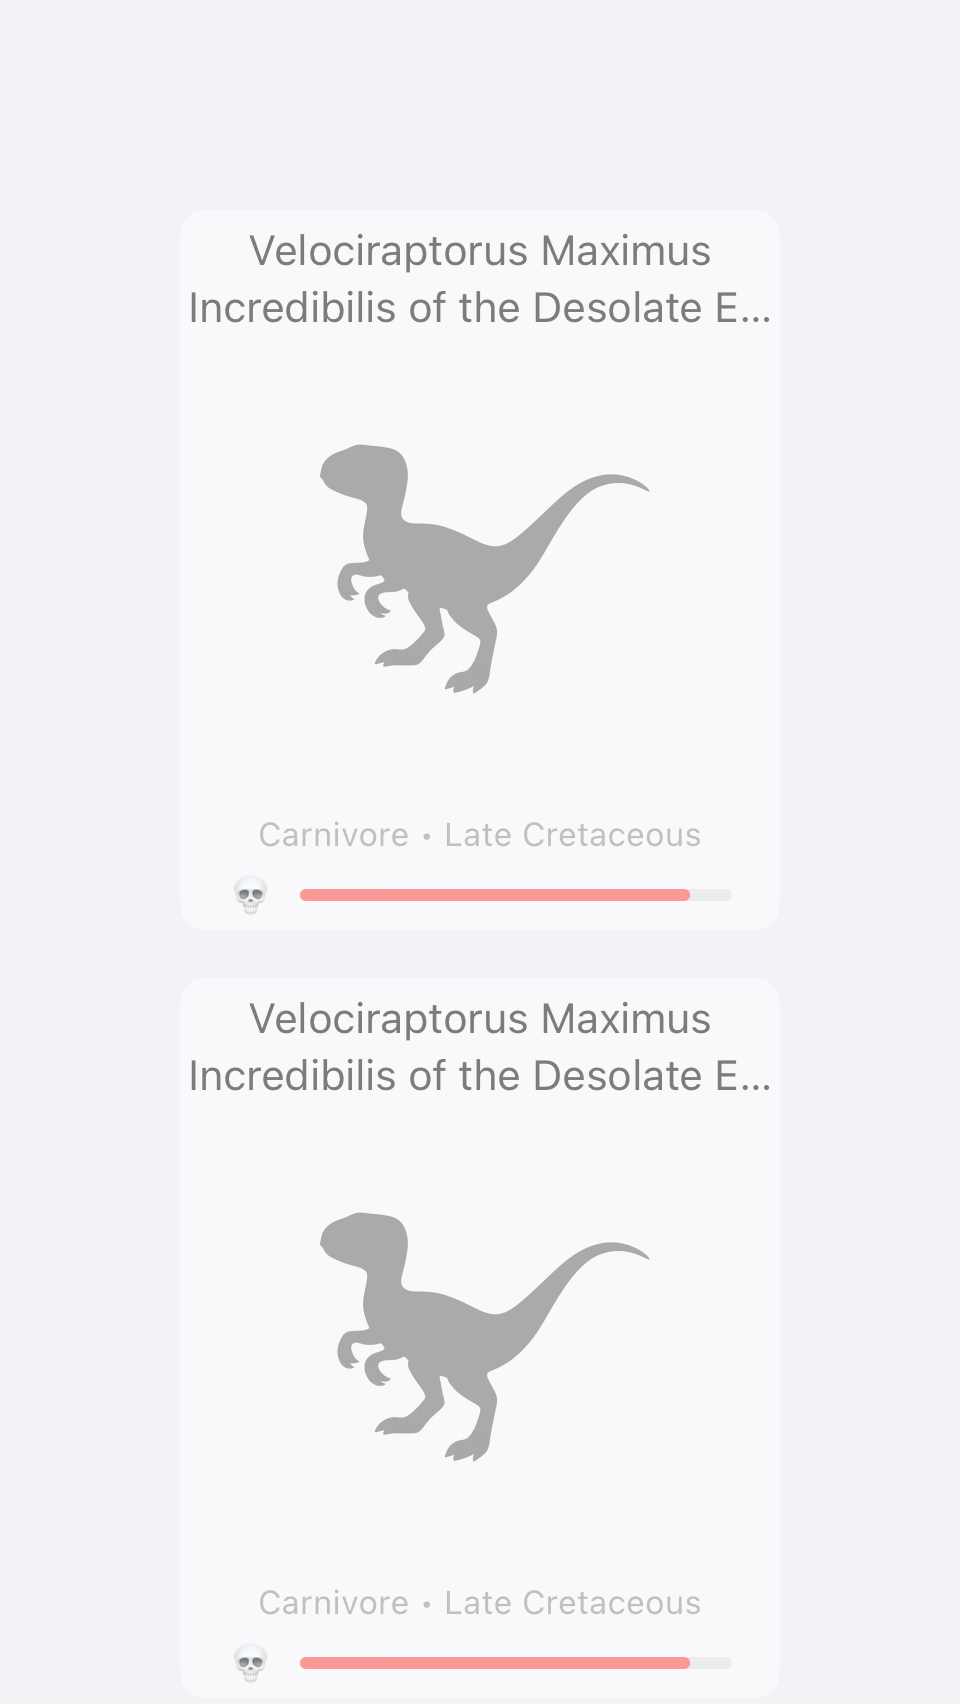 Velociraptorus Maximus
Incredibilis of the Desolate E...
Carnivore • Late Cretaceous
Velociraptorus Maximus
Incredibilis of the Desolate E...
Carnivore • Late Cretaceous